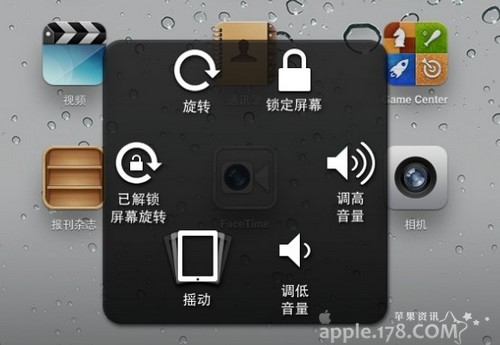 视频
Game Center
旋转
锁定屏幕
报刊杂志
已解锁
屏幕旋转
FaceTime
调高
音量
相机
摇动
调低
音量
苹果资讯
apple.178.COM